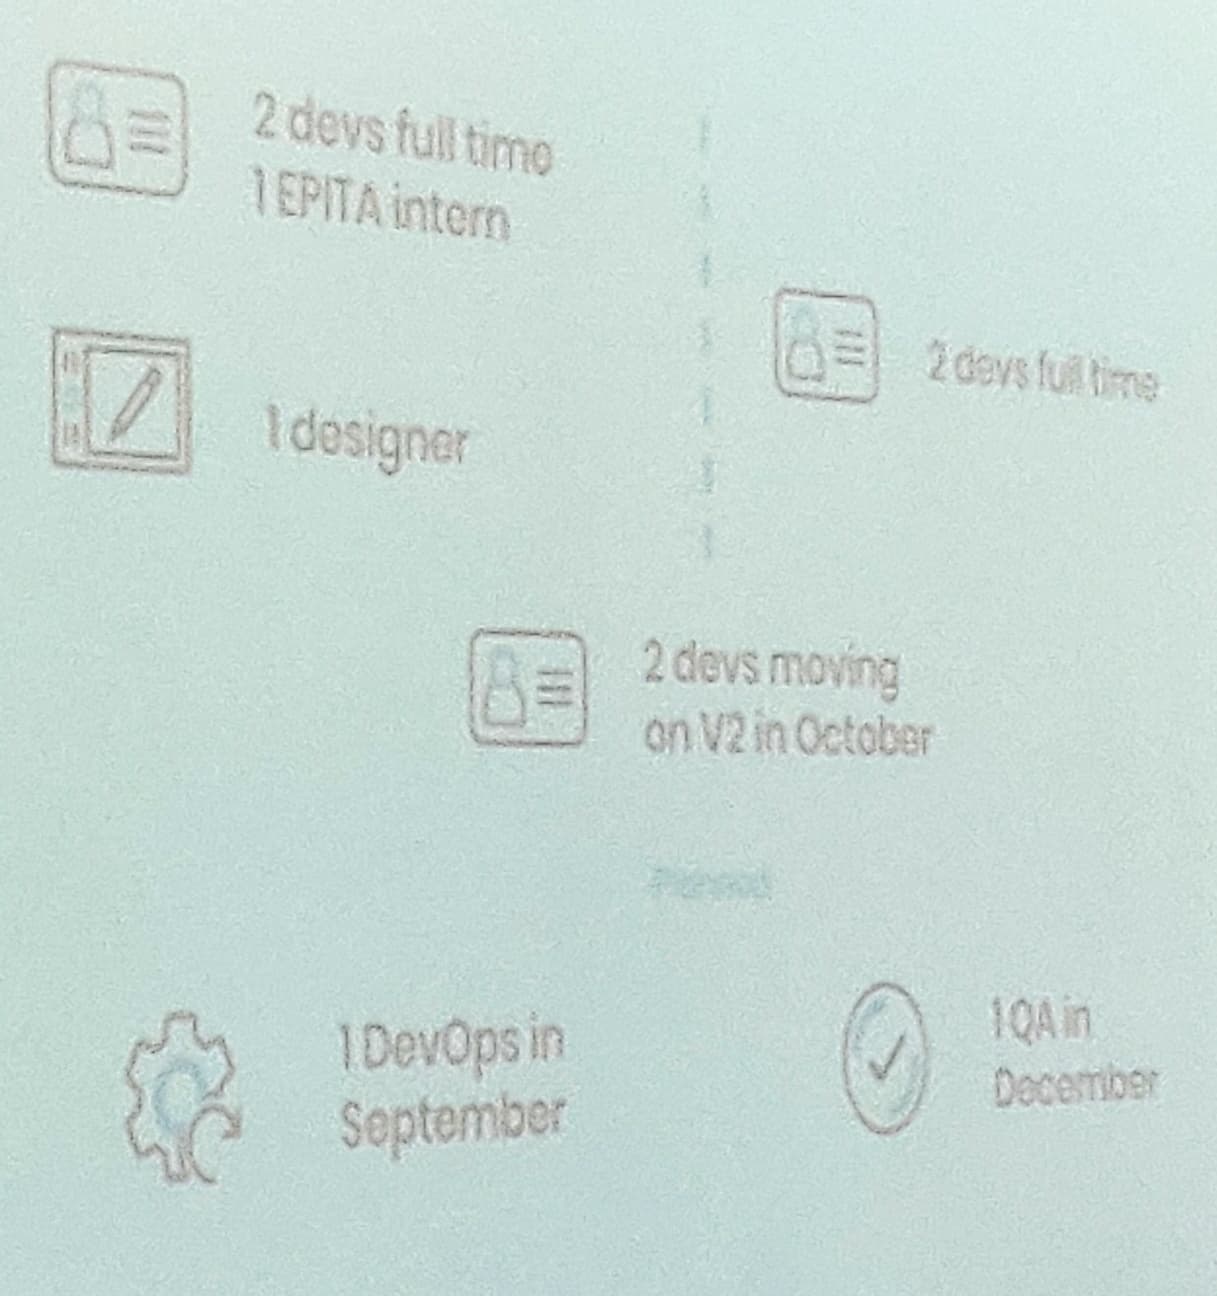 2 devs full time
1 EPITA intern
1 designer
2 devs full time
2 devs moving
on V2 in October
1 DevOps in
September
1 QA in
December